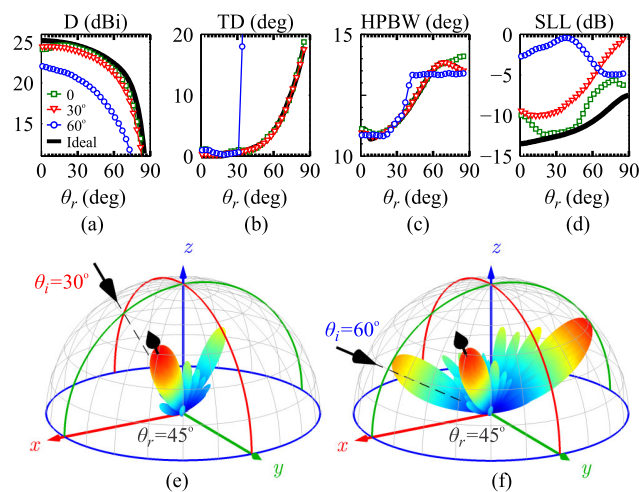 D (dBi) TD (deg) HPBW (deg) SLL (dB)
25
20
15
0
30°
60°
Ideal
0 30 60 90
θr (deg)
(a)
20
10
0
0 30 60 90
θr (deg)
(b)
15
11
0 30 60 90
θr (deg)
(c)
0
−5
−10
−15
0 30 60 90
θr (deg)
(d)
z
θi=30°
x
θr=45°
y
(e)
z
θi=60°
x
θr=45°
y
(f)